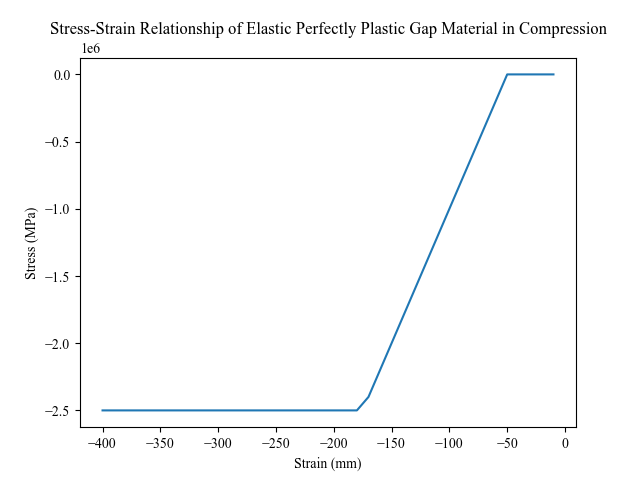 Stress-Strain Relationship of Elastic Perfectly Plastic Gap Material in Compression
1e6
0.0
−0.5
−1.0
−1.5
−2.0
−2.5
Stress (MPa)
−400 −350 −300 −250 −200 −150 −100 −50 0
Strain (mm)